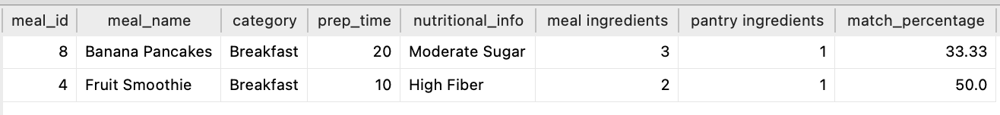 meal_id meal_name category prep_time nutritional_info meal ingredients pantry ingredients match_percentage
8 Banana Pancakes Breakfast 20 Moderate Sugar 3 1 33.33
4 Fruit Smoothie Breakfast 10 High Fiber 2 1 50.0